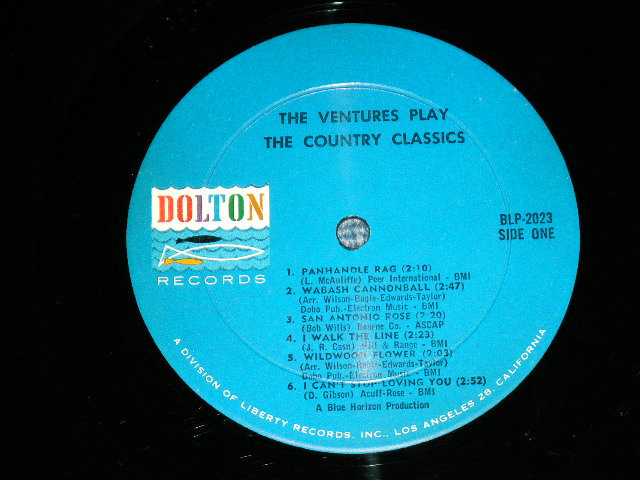 THE VENTURES PLAY
THE COUNTRY CLASSICS
DOLTON
RECORDS
BLP-2023
SIDE ONE
1. PANHANDLE RAG (2:10)
(L. McAuliffe) Peer International - BMI
2. WABASH CANNONBALL (2:47)
(Arr. Wilson-Bogle-Edwards-Taylor)
Dobo Pub.-Electron Music - BMI
3. SAN ANTONIO ROSE (2:20)
(Bob Wills) Bourne Co. - ASCAP
4. I WALK THE LINE (2:23)
(J. R. Cash) Hill & Range - BMI
5. WILDWOOD FLOWER (2:03)
(Arr. Wilson-Bogle-Edwards-Taylor)
Dobo Pub.-Electron Music - BMI
6. I CAN'T STOP LOVING YOU (2:52)
(D. Gibson) Acuff-Rose - BMI
A Blue Horizon Production
A DIVISION OF LIBERTY RECORDS, INC., LOS ANGELES 28, CALIFORNIA